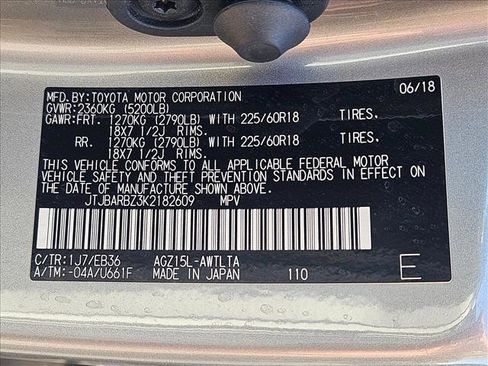 MFD. BY: TOYOTA MOTOR CORPORATION 06/18
GVWR: 2360KG (5200LB)
GAWR: FRT. 1270KG (2790LB) WITH 225/60R18 TIRES.
18X7 1/2J RIMS.
RR. 1270KG (2790LB) WITH 225/60R18 TIRES.
18X7 1/2J RIMS.
THIS VEHICLE CONFORMS TO ALL APPLICABLE FEDERAL MOTOR
VEHICLE SAFETY AND THEFT PREVENTION STANDARDS IN EFFECT ON
THE DATE OF MANUFACTURE SHOWN ABOVE.
JTJBARBZ3K2182609 MPV
C/TR: 1J7/EB36 AGZ15L-AWTLTA
A/TM: -04A/U661F MADE IN JAPAN 110 E